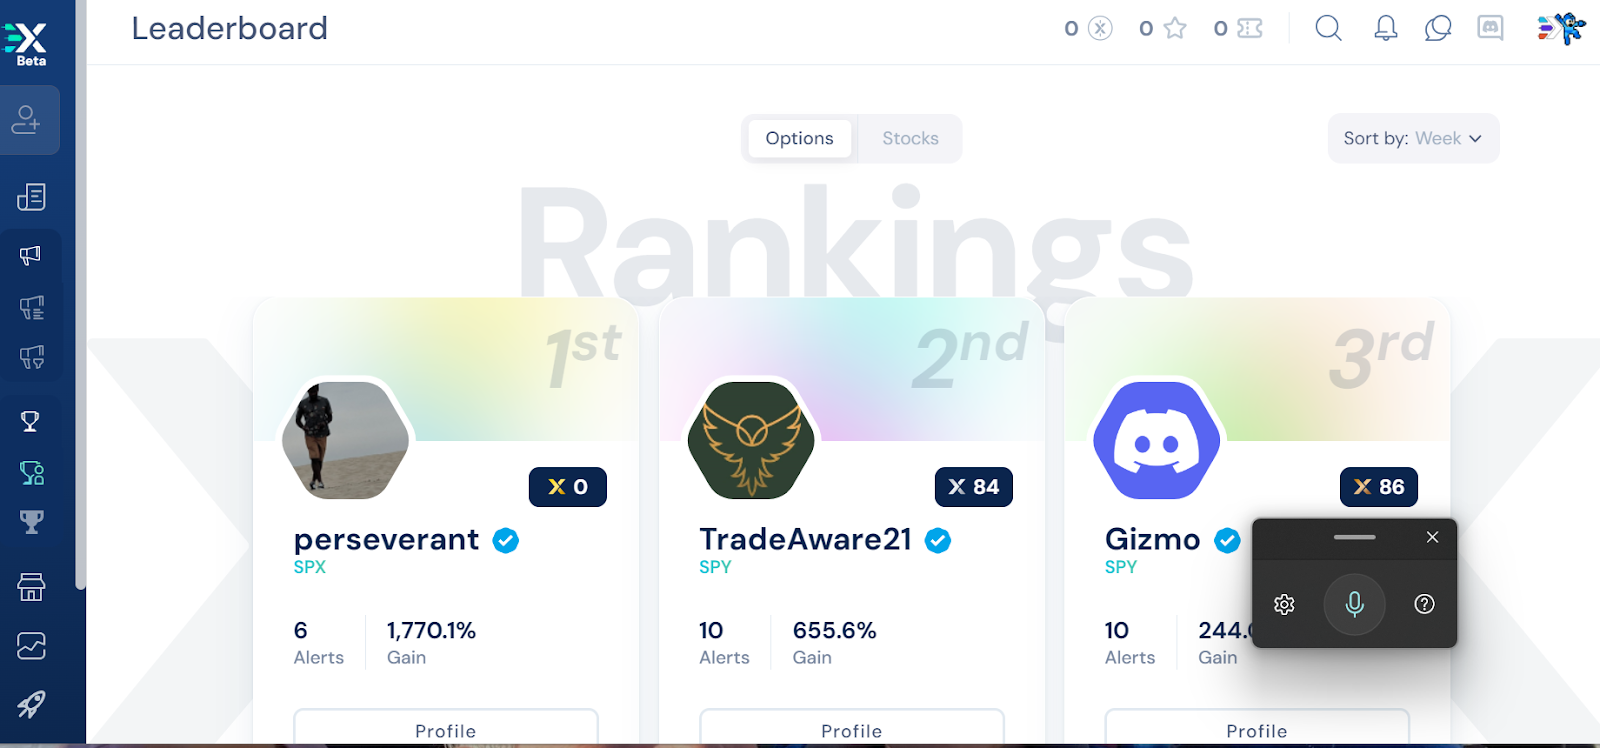 X
Beta
Leaderboard
0 0 0
Options Stocks
Sort by: Week
Rankings
1st
X 0
perseverant
SPX
6 1,770.1%
Alerts Gain
Profile
2nd
X 84
TradeAware21
SPY
10 655.6%
Alerts Gain
Profile
3rd
X 86
Gizmo
SPY
10 244.
Alerts Gain
Profile